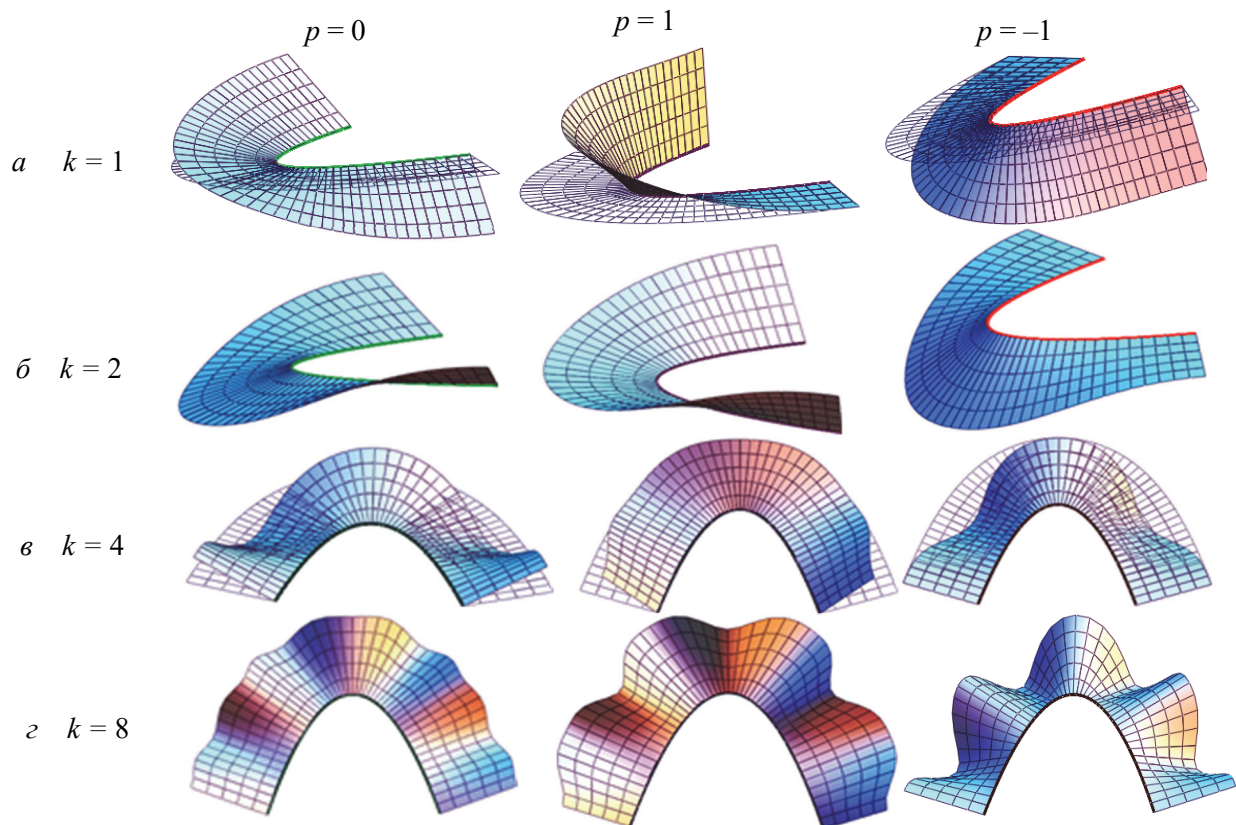 p = 0 p = 1 p = –1
а k = 1
б k = 2
в k = 4
г k = 8